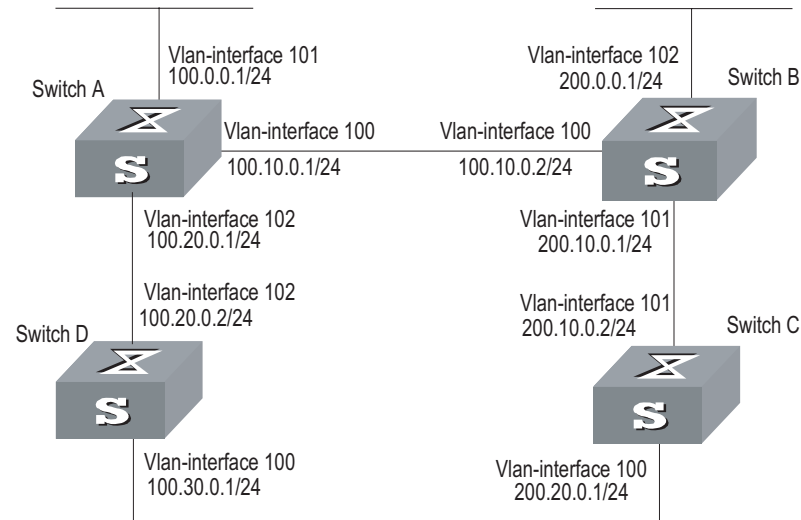 Vlan-interface 101
100.0.0.1/24
Switch A
Vlan-interface 102
200.0.0.1/24
Switch B
Vlan-interface 100
100.10.0.1/24
Vlan-interface 100
100.10.0.2/24
S
S
Vlan-interface 102
100.20.0.1/24
Vlan-interface 101
200.10.0.1/24
Vlan-interface 102
100.20.0.2/24
Switch D
Vlan-interface 101
200.10.0.2/24
Switch C
S
S
Vlan-interface 100
100.30.0.1/24
Vlan-interface 100
200.20.0.1/24